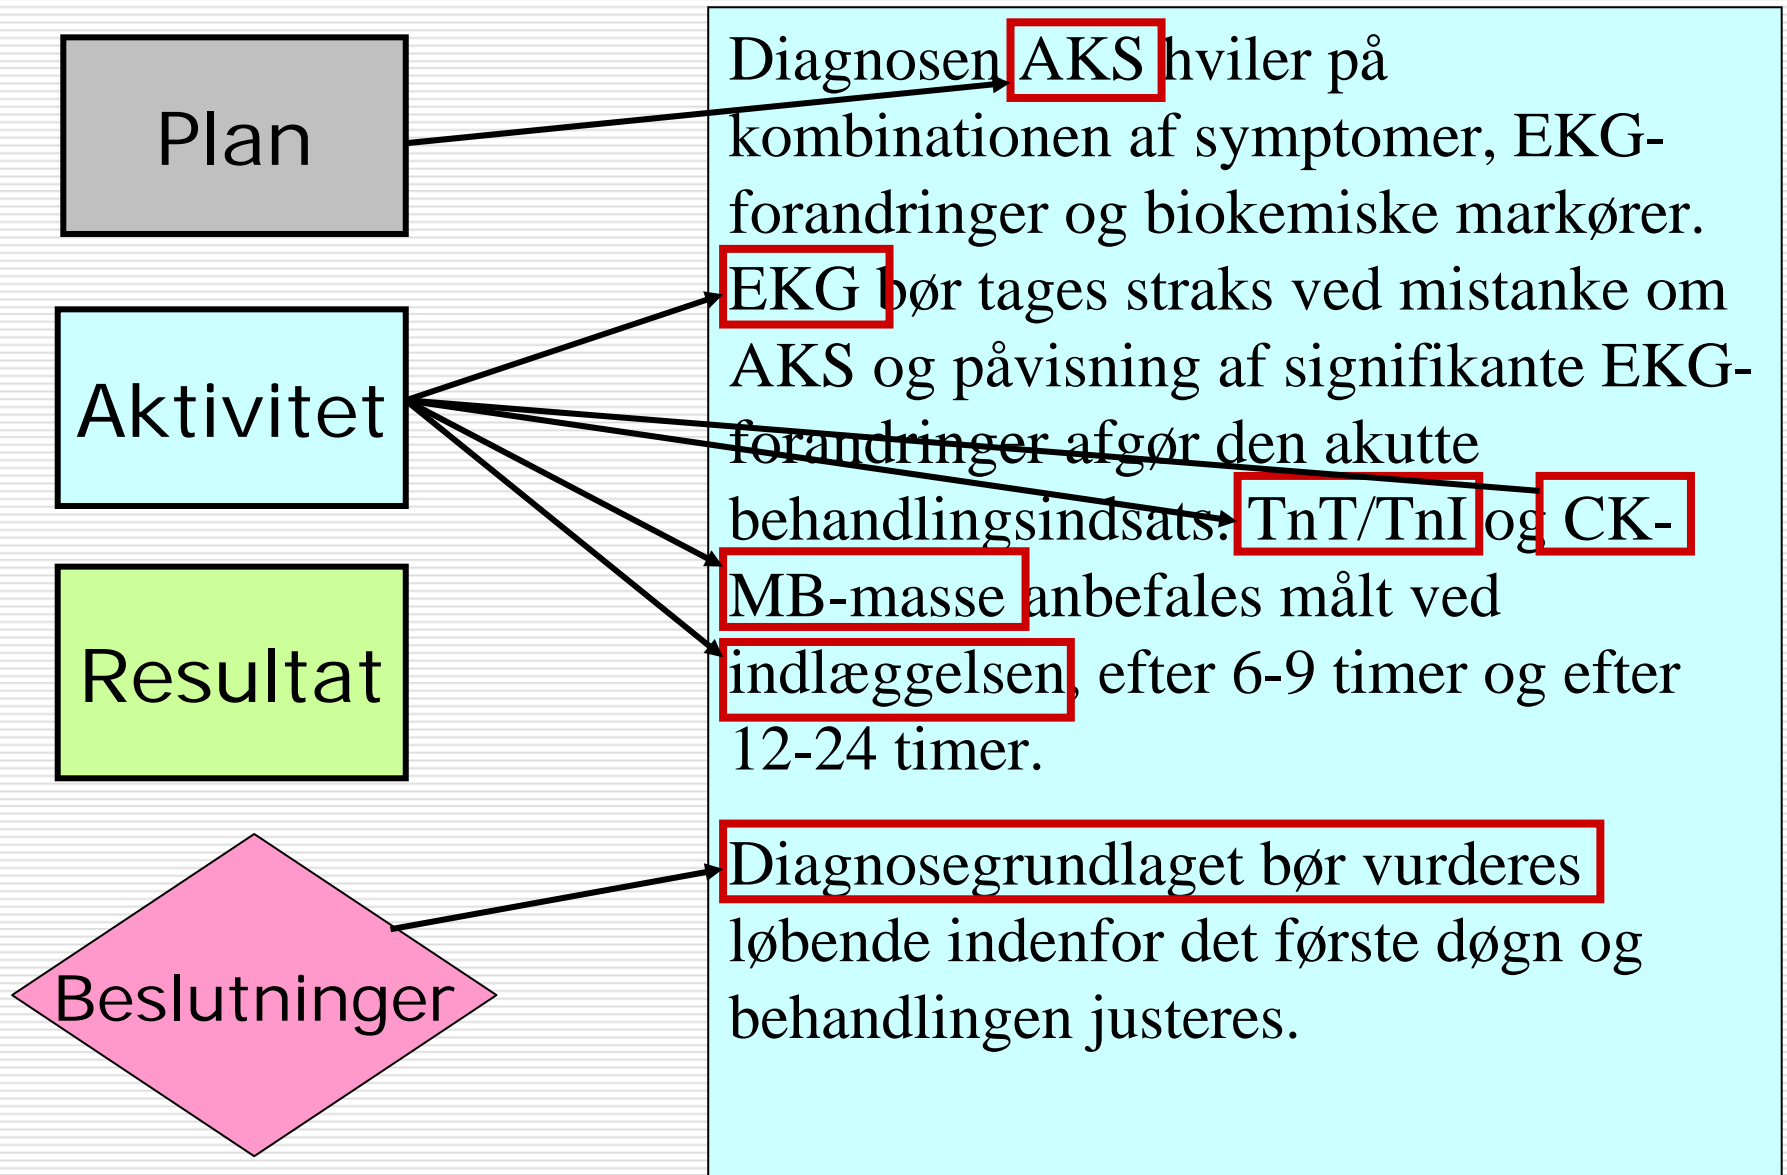 Plan
Aktivitet
Resultat
Beslutninger
Diagnosen AKS hviler på
kombinationen af symptomer, EKG-
forandringer og biokemiske markører.
EKG bør tages straks ved mistanke om
AKS og påvisning af signifikante EKG-
forandringer afgør den akutte
behandlingsindsats. TnT/TnI og CK-
MB-masse anbefales målt ved
indlæggelsen, efter 6-9 timer og efter
12-24 timer.
Diagnosegrundlaget bør vurderes
løbende indenfor det første døgn og
behandlingen justeres.